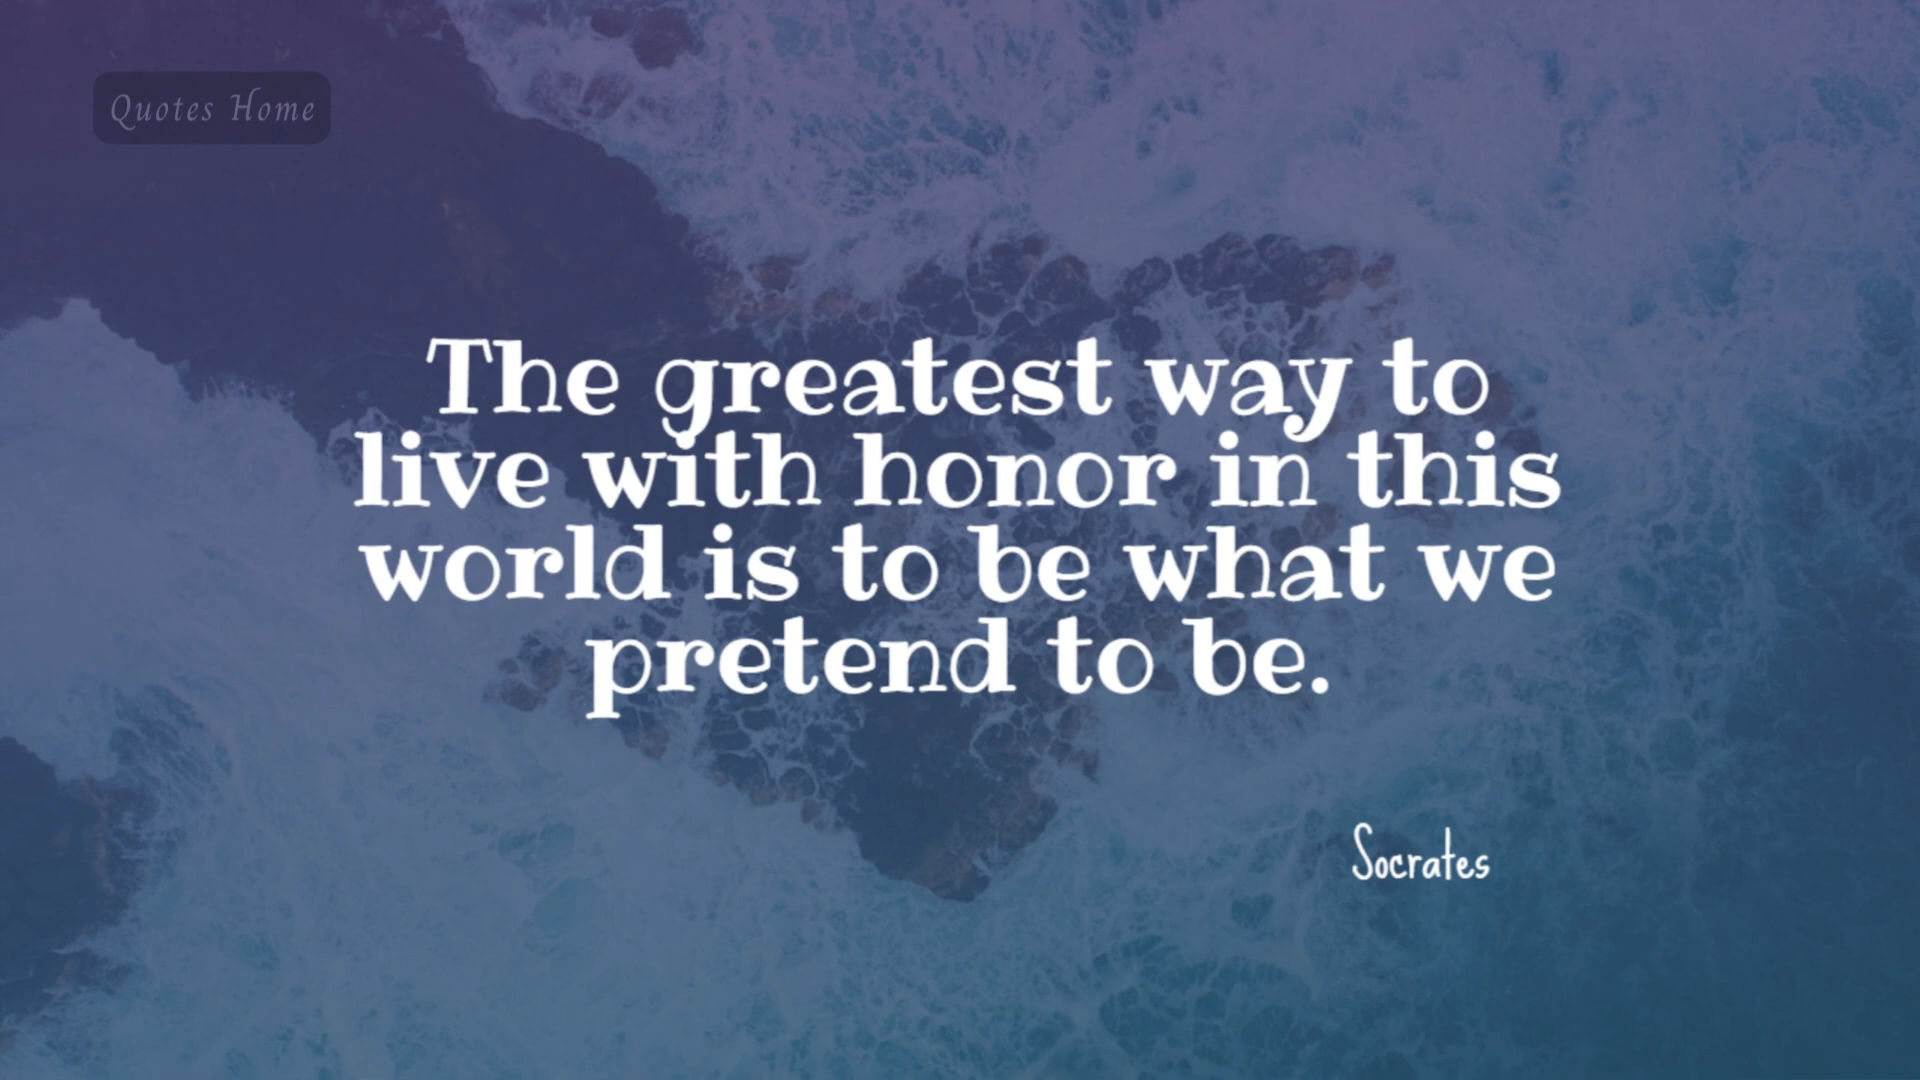 Quotes Home
The greatest way to
live with honor in this
world is to be what we
pretend to be.
Socrates